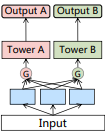 Output A Output B
Tower A Tower B
G G
Input